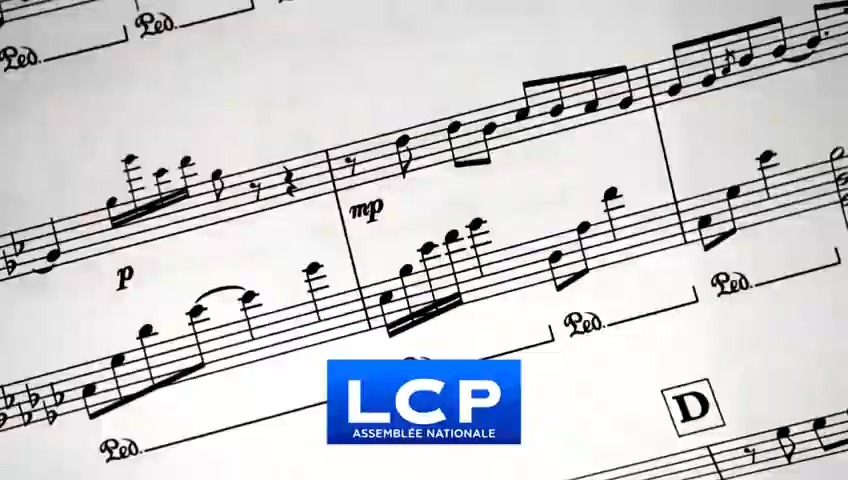 Ped.
Ped.
mp
p
Ped.
Ped.
Ped.
LCP
ASSEMBLÉE NATIONALE
D